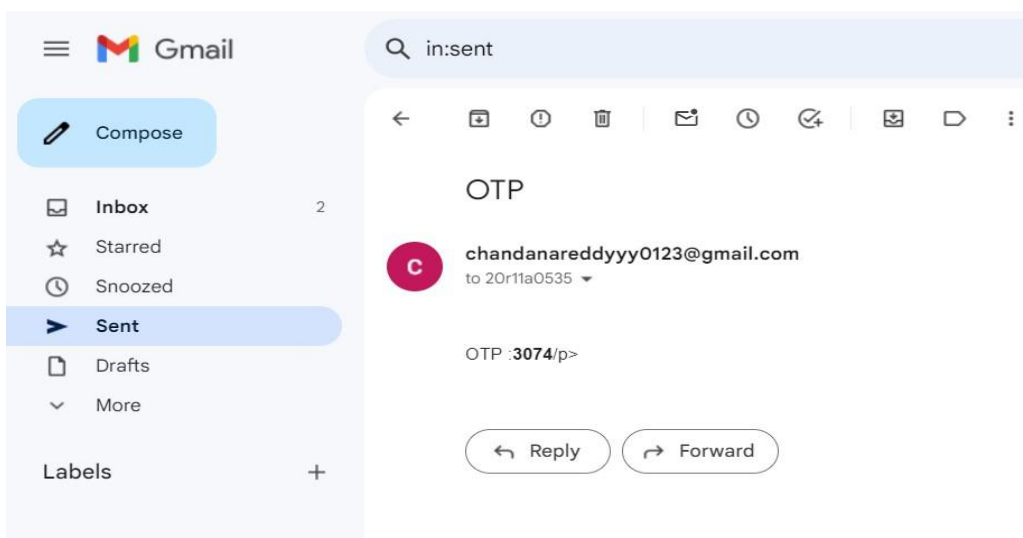 Gmail
in:sent
Compose
Inbox 2
Starred
Snoozed
Sent
Drafts
More
Labels
OTP
C
chandanareddyyy0123@gmail.com
to 20r11a0535
OTP :3074/p>
Reply
Forward